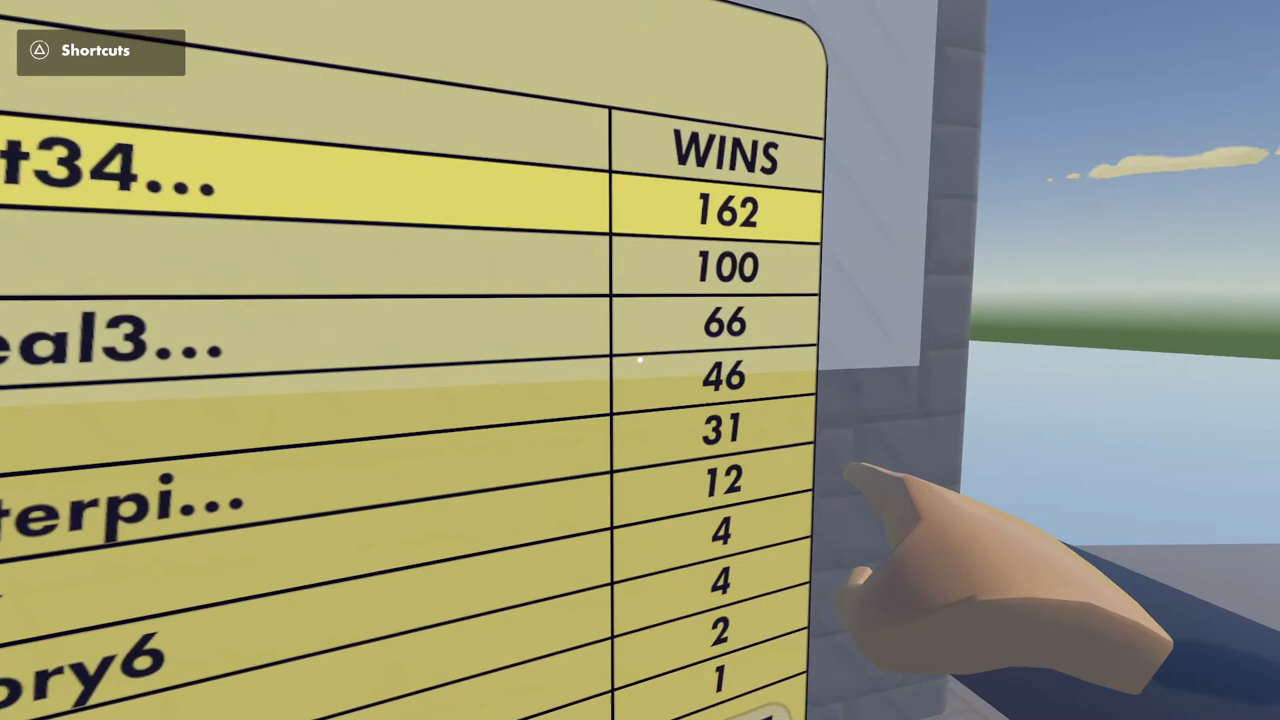 Shortcuts
WINS
t34... 162
100
eal3... 66
46
terpi... 31
12
ory6 4
4
2
1